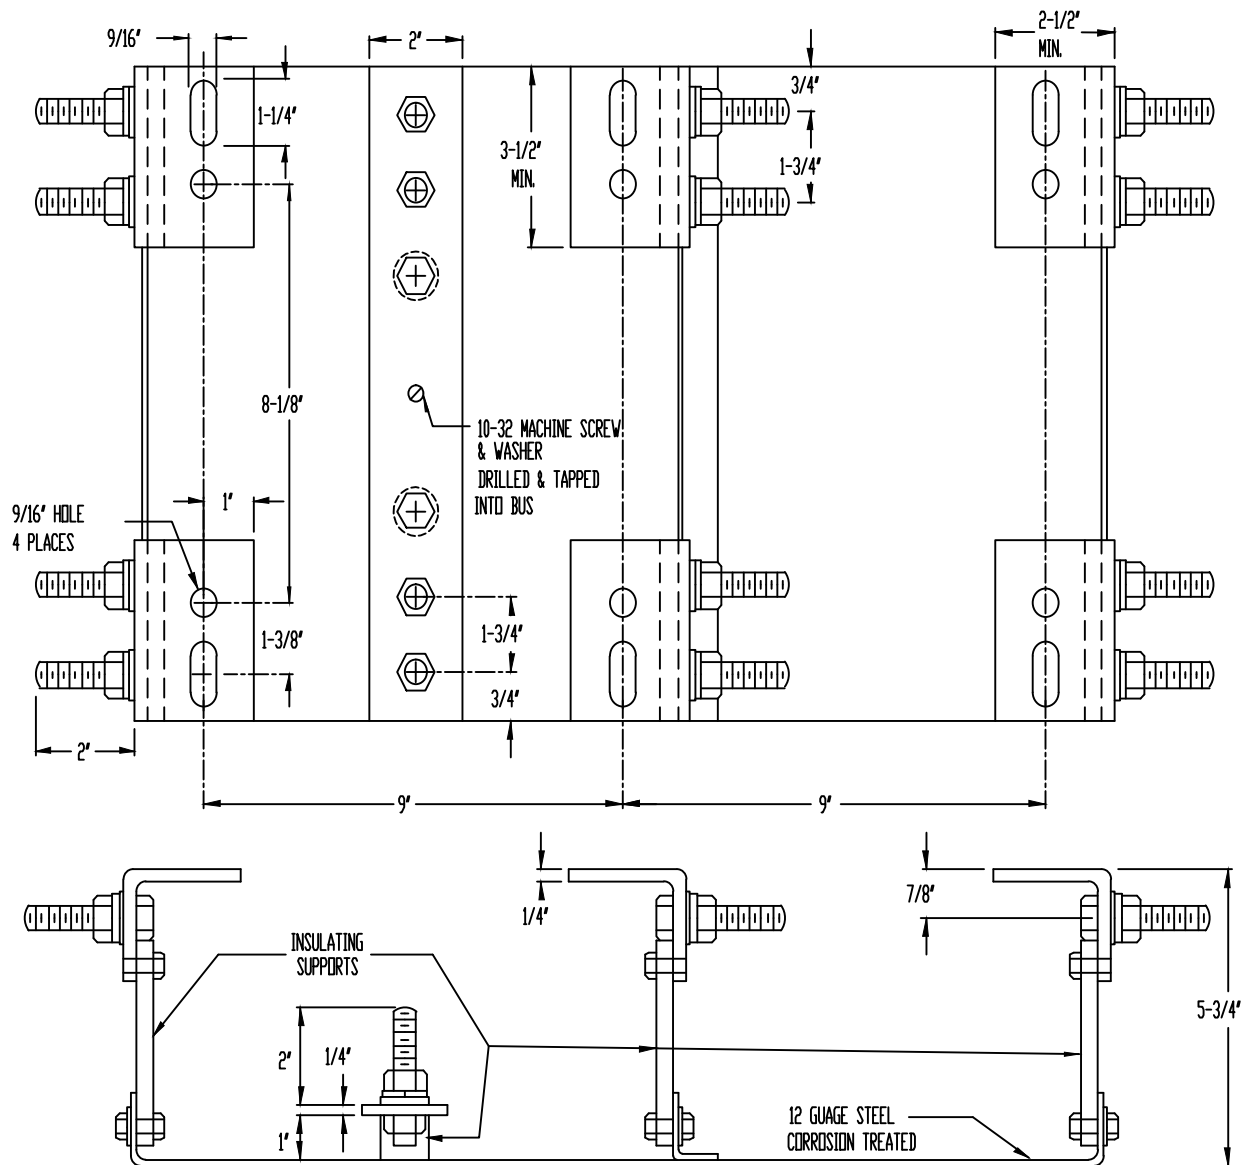 9/16"
2"
2-1/2"
MIN.
3/4"
1-1/4"
3-1/2"
MIN.
1-3/4"
8-1/8"
10-32 MACHINE SCREW
& WASHER
DRILLED & TAPPED
INTO BUS
1"
9/16" HOLE
4 PLACES
1-3/8"
1-3/4"
3/4"
2"
9"
9"
1/4"
7/8"
INSULATING
SUPPORTS
5-3/4"
2"
1/4"
1"
12 GUAGE STEEL
CORROSION TREATED